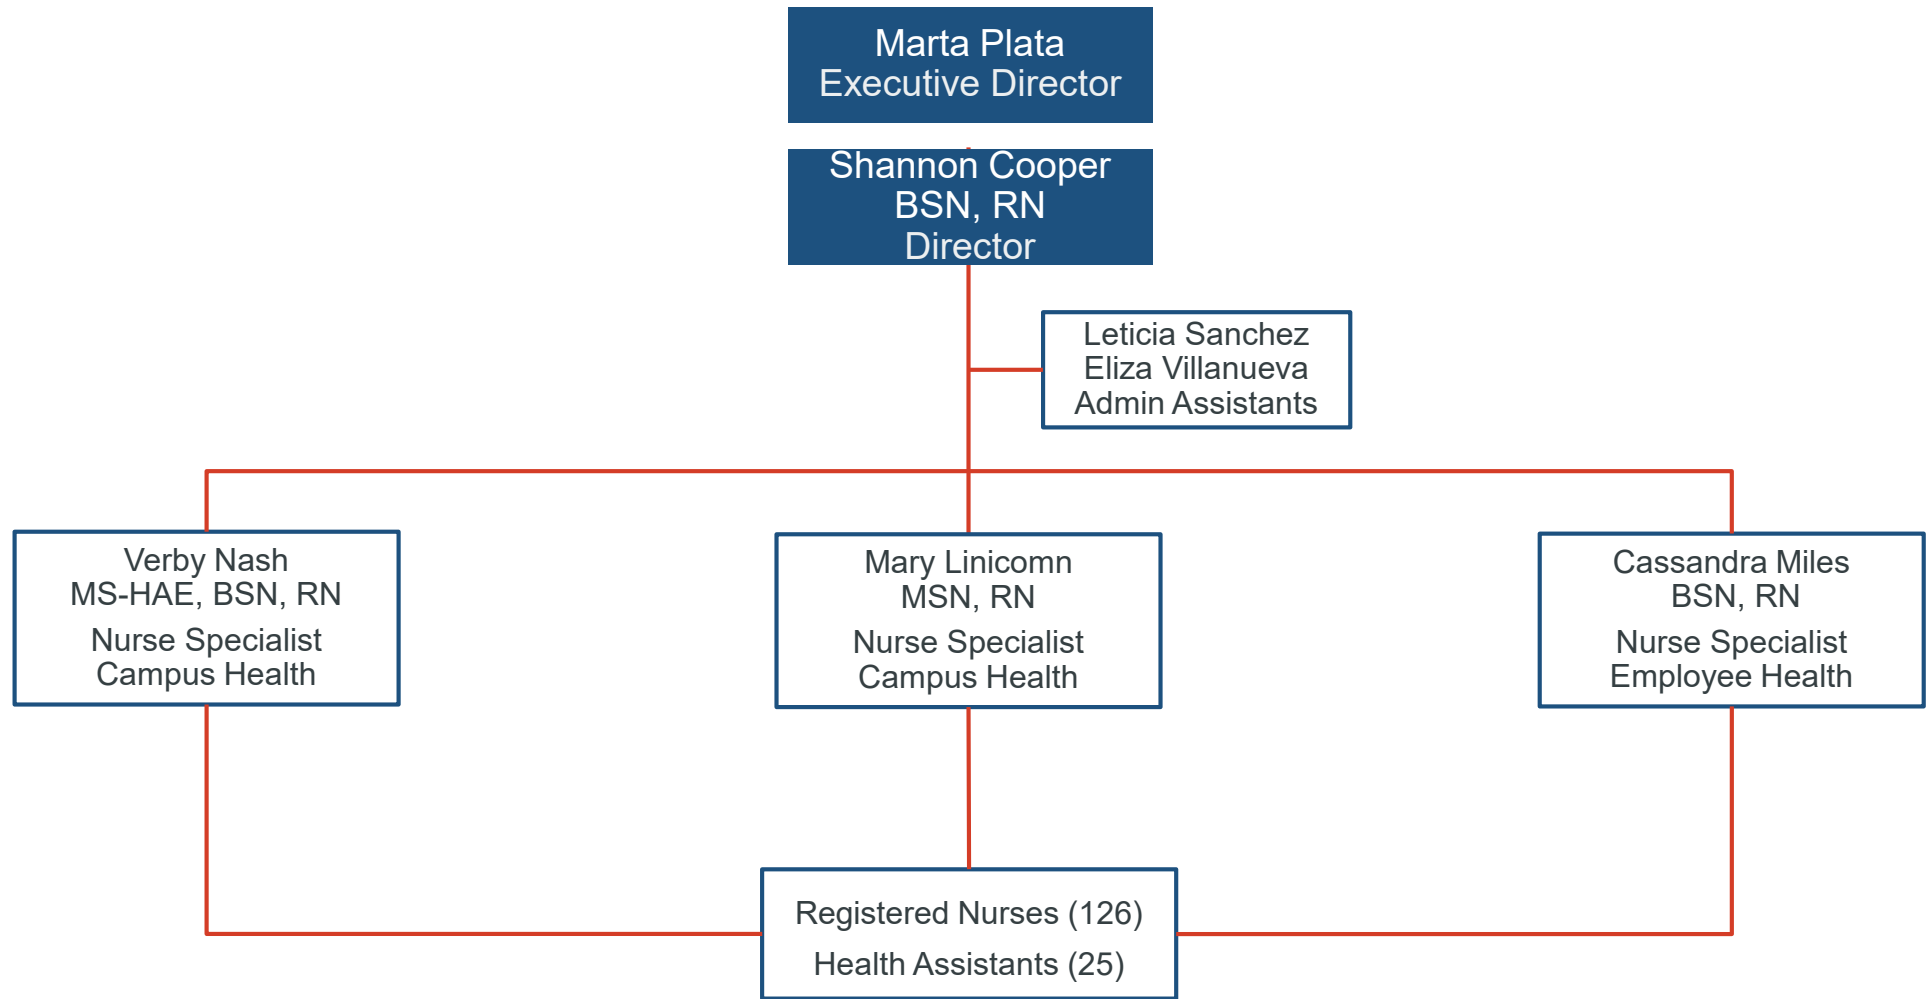 Marta Plata
Executive Director
Shannon Cooper
BSN, RN
Director
Leticia Sanchez
Eliza Villanueva
Admin Assistants
Verby Nash
MS-HAE, BSN, RN
Nurse Specialist
Campus Health
Mary Linicomn
MSN, RN
Nurse Specialist
Campus Health
Cassandra Miles
BSN, RN
Nurse Specialist
Employee Health
Registered Nurses (126)
Health Assistants (25)